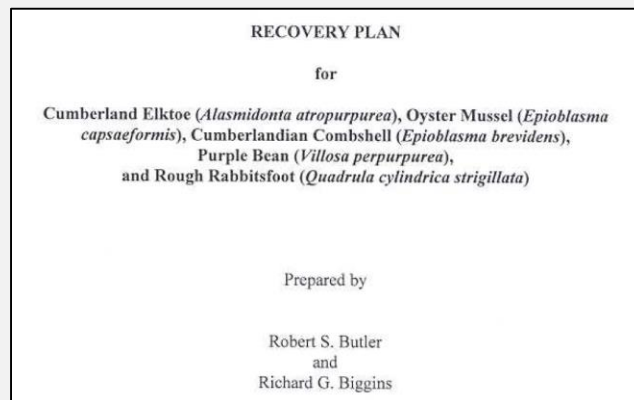 RECOVERY PLAN
for
Cumberland Elktoe (Alasmidonta atropurpurea), Oyster Mussel (Epioblasma
capsaeformis), Cumberlandian Combshell (Epioblasma brevidens),
Purple Bean (Villosa perpurpurea),
and Rough Rabbitsfoot (Quadrula cylindrica strigillata)
Prepared by
Robert S. Butler
and
Richard G. Biggins